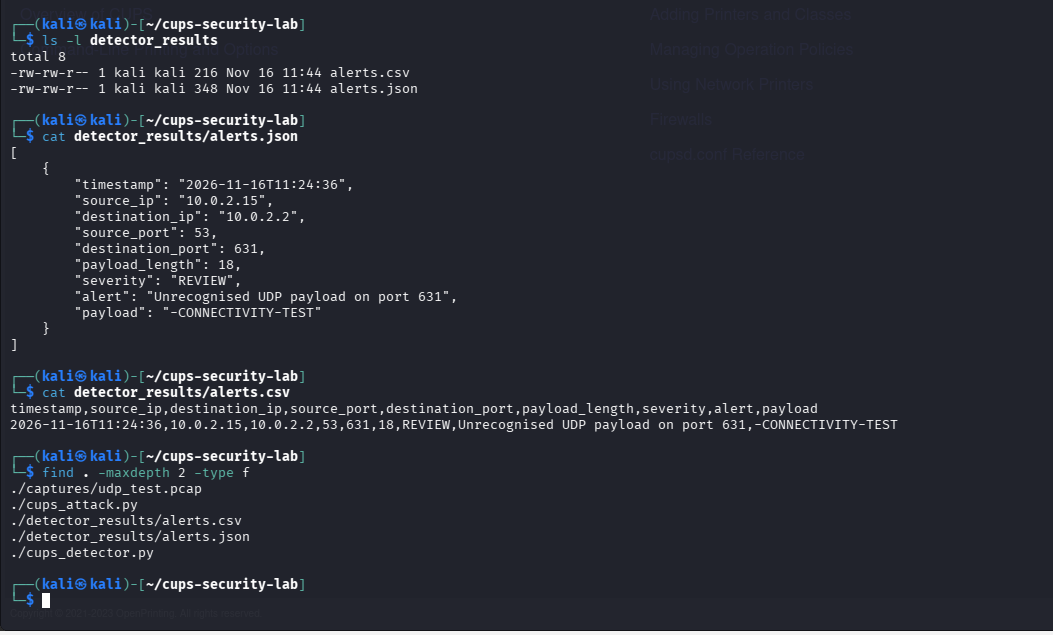 ┌──(kali㉿kali)-[~/cups-security-lab]
└─$ ls -l detector_results
total 8
-rw-rw-r-- 1 kali kali 216 Nov 16 11:44 alerts.csv
-rw-rw-r-- 1 kali kali 348 Nov 16 11:44 alerts.json
┌──(kali㉿kali)-[~/cups-security-lab]
└─$ cat detector_results/alerts.json
[
    {
        "timestamp": "2026-11-16T11:24:36",
        "source_ip": "10.0.2.15",
        "destination_ip": "10.0.2.2",
        "source_port": 53,
        "destination_port": 631,
        "payload_length": 18,
        "severity": "REVIEW",
        "alert": "Unrecognised UDP payload on port 631",
        "payload": "-CONNECTIVITY-TEST"
    }
]
┌──(kali㉿kali)-[~/cups-security-lab]
└─$ cat detector_results/alerts.csv
timestamp,source_ip,destination_ip,source_port,destination_port,payload_length,severity,alert,payload
2026-11-16T11:24:36,10.0.2.15,10.0.2.2,53,631,18,REVIEW,Unrecognised UDP payload on port 631,-CONNECTIVITY-TEST
┌──(kali㉿kali)-[~/cups-security-lab]
└─$ find . -maxdepth 2 -type f
./captures/udp_test.pcap
./cups_attack.py
./detector_results/alerts.csv
./detector_results/alerts.json
./cups_detector.py
┌──(kali㉿kali)-[~/cups-security-lab]
└─$
Adding Printers and Classes
Managing Operation Policies
Using Network Printers
Firewalls
cupsd.conf Reference